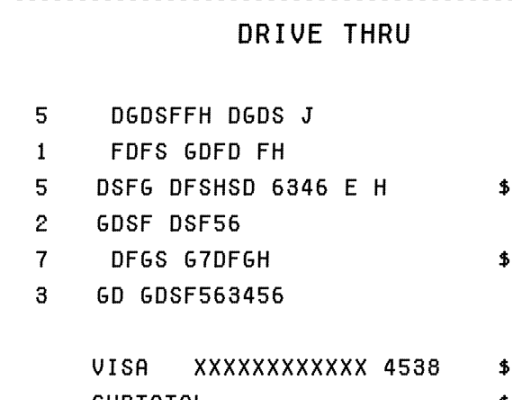 DRIVE THRU
5 DGDSFFH DGDS J
1 FDFS GDFD FH
5 DSFG DFSHSD 6346 E H $
2 GDSF DSF56
7 DFGS G7DFGH $
3 GD GDSF563456
VISA XXXXXXXXXXXX 4538 $
SUBTOTAL $